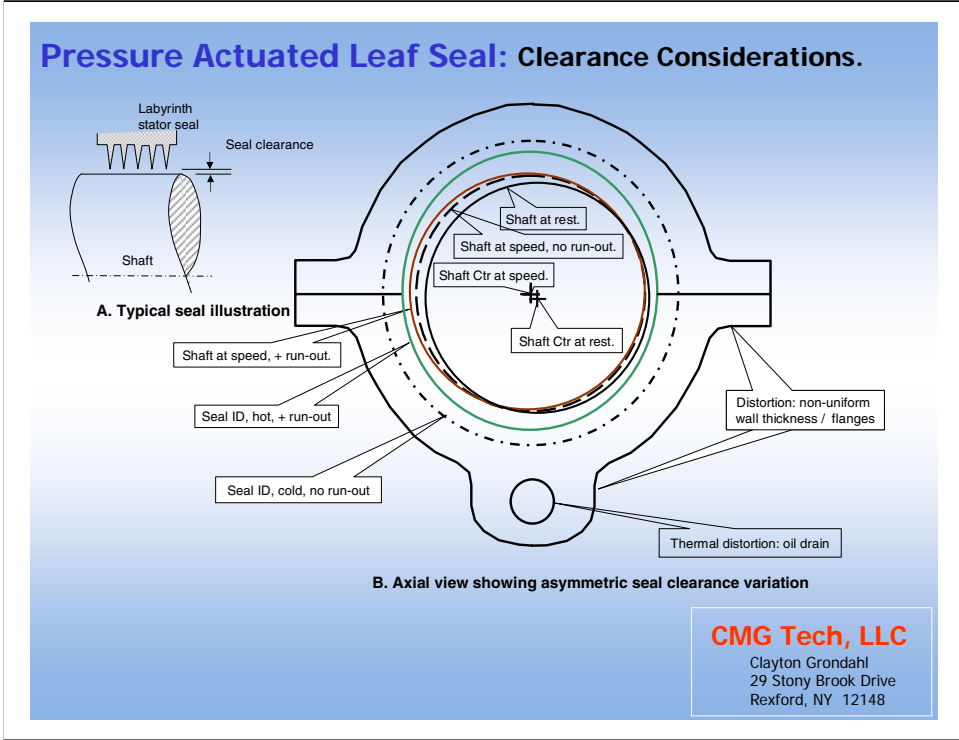 Pressure Actuated Leaf Seal: Clearance Considerations.
Labyrinth
stator seal
Seal clearance
Shaft
A. Typical seal illustration
Shaft at rest.
Shaft at speed, no run-out.
Shaft Ctr at speed.
Shaft Ctr at rest.
Shaft at speed, + run-out.
Seal ID, hot, + run-out
Seal ID, cold, no run-out
Distortion: non-uniform
wall thickness / flanges
Thermal distortion: oil drain
B. Axial view showing asymmetric seal clearance variation
CMG Tech, LLC
Clayton Grondahl
29 Stony Brook Drive
Rexford, NY 12148